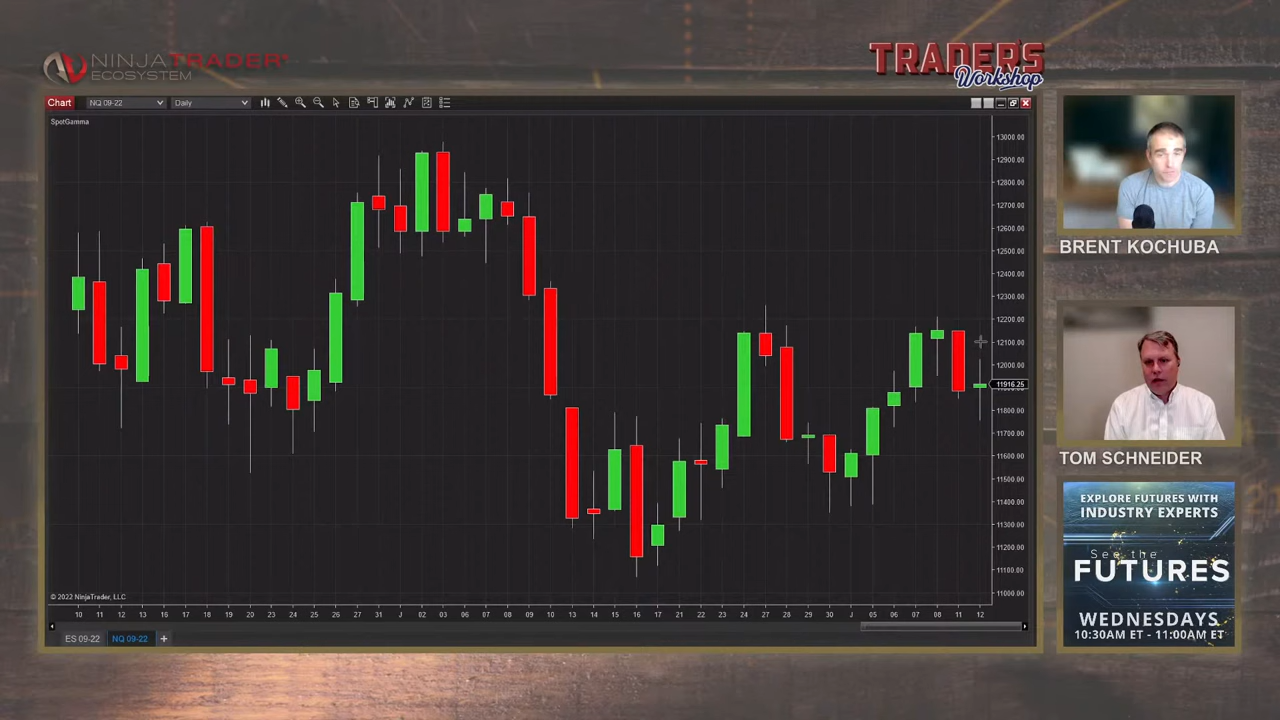 NINJATRADER
ECOSYSTEM
TRADER'S
Workshop
Chart
NQ 09-22
Daily
SpotGamma
13000.00
12900.00
12800.00
12700.00
12600.00
12500.00
12400.00
12300.00
12200.00
12100.00
12000.00
11916.25
11800.00
11700.00
11600.00
11500.00
11400.00
11300.00
11200.00
11100.00
11000.00
© 2022 NinjaTrader, LLC
10 11 12 13 16 17 18 19 20 23 24 25 26 27 31 J 02 03 06 07 08 09 10 13 14 15 16 17 21 22 23 24 27 28 29 30 J 05 06 07 08 11 12
ES 09-22 NQ 09-22 +
BRENT KOCHUBA
TOM SCHNEIDER
EXPLORE FUTURES WITH
INDUSTRY EXPERTS
See the
FUTURES
WEDNESDAYS
10:30AM ET - 11:00AM ET